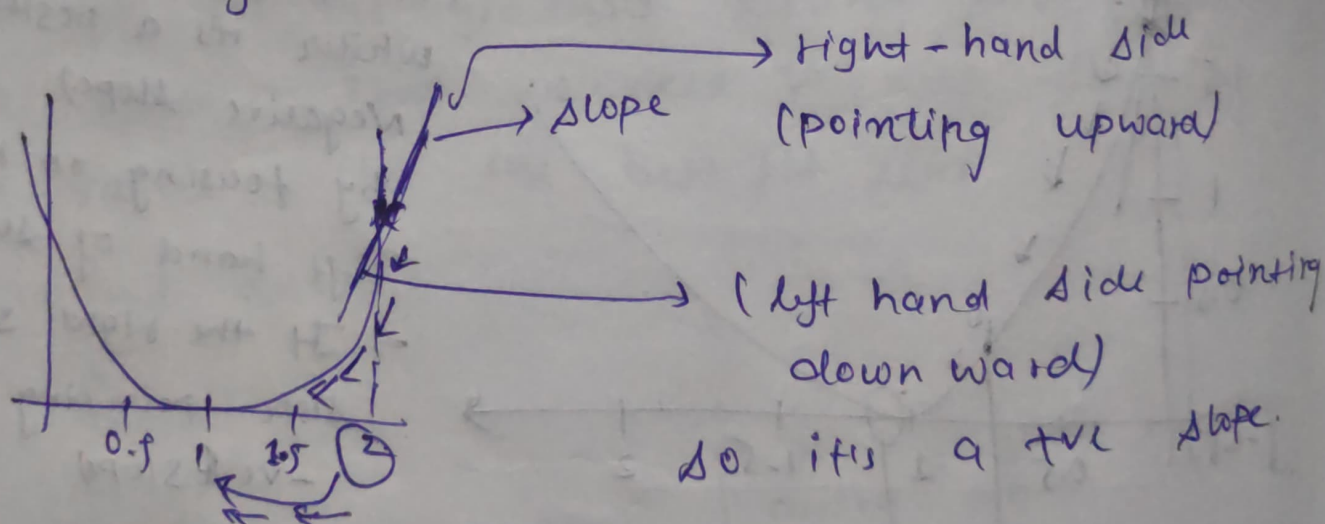 right-hand side
slope (pointing upward)
(left hand side pointing
down ward)
0.5 1 1.5 2
so it's a +ve slope.